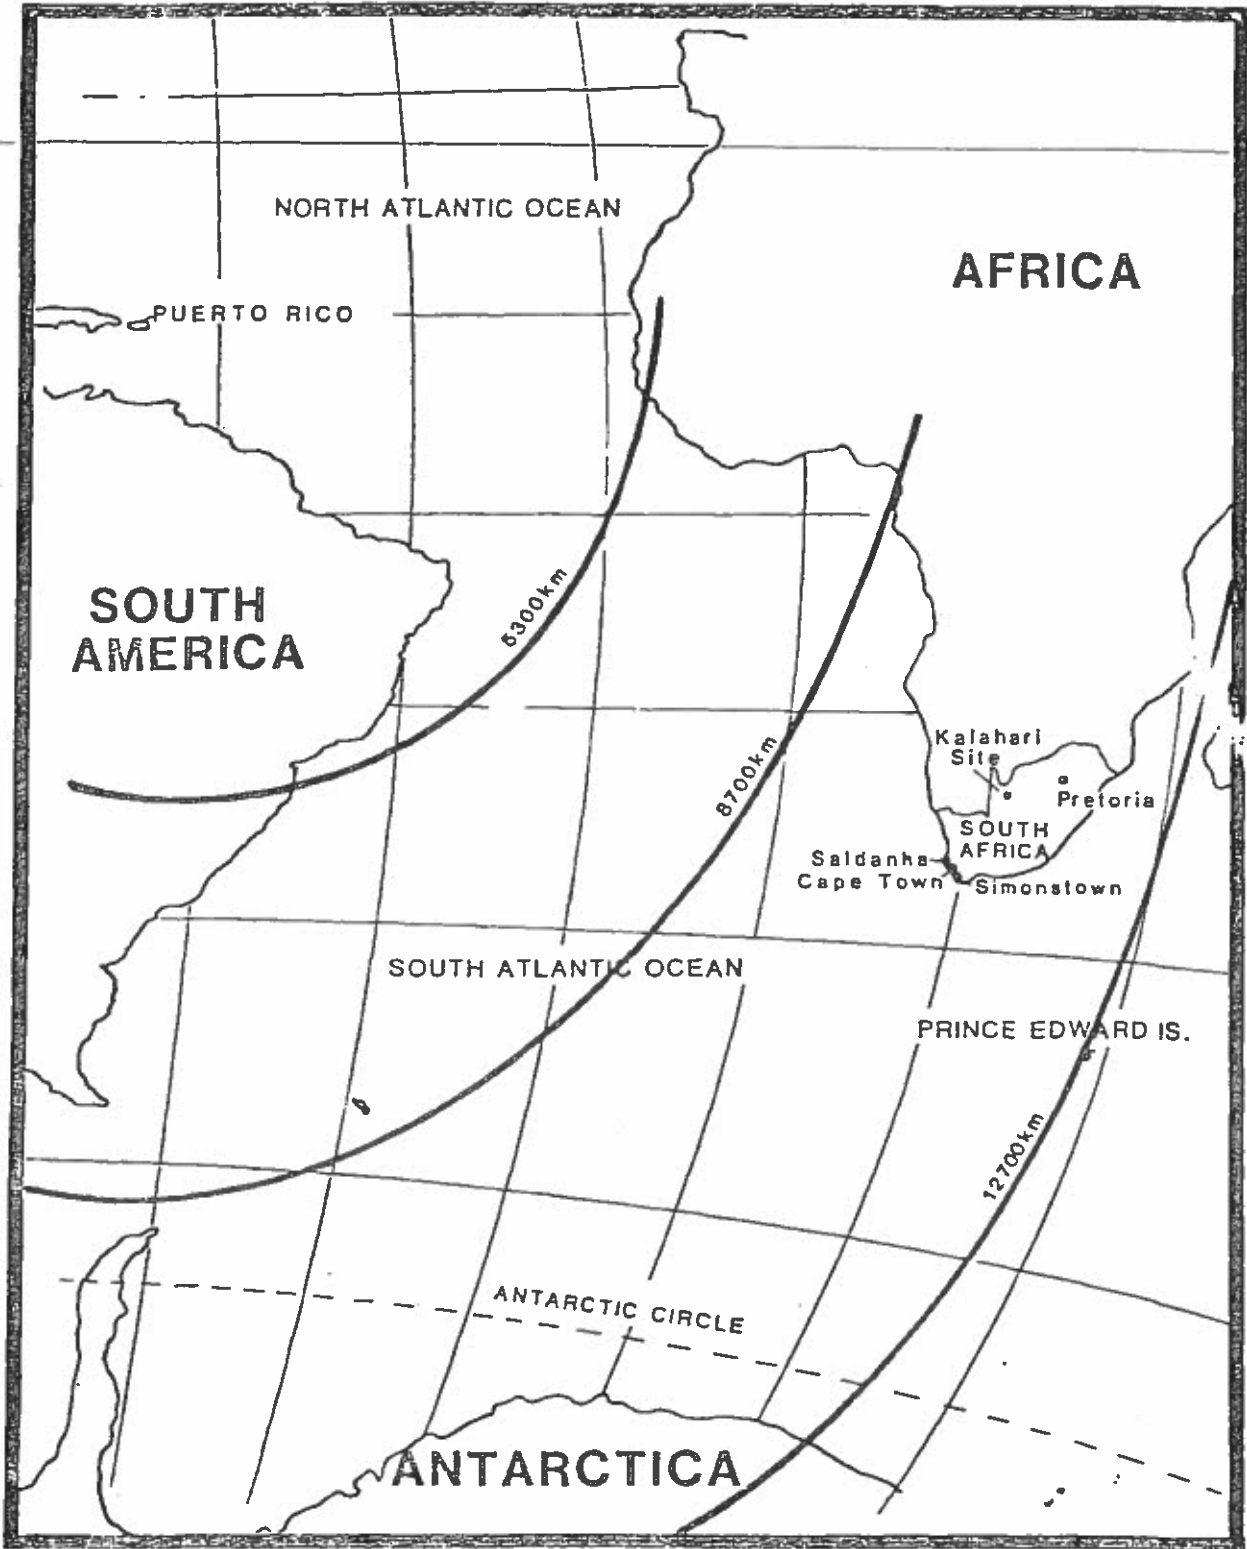 NORTH ATLANTIC OCEAN
AFRICA
PUERTO RICO
SOUTH
AMERICA
5300km
8700km
Kalahari
Site
Pretoria
SOUTH
AFRICA
Saldanha
Cape Town
Simonstown
SOUTH ATLANTIC OCEAN
PRINCE EDWARD IS.
12700km
ANTARCTIC CIRCLE
ANTARCTICA